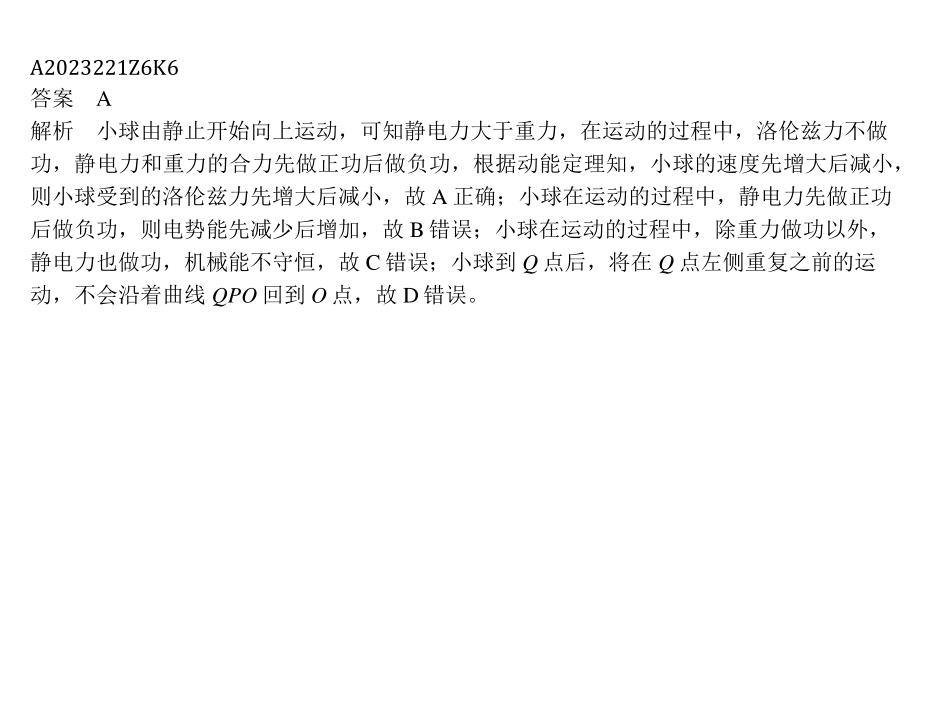 A2023221Z6K6
答案 A
解析 小球由静止开始向上运动，可知静电力大于重力，在运动的过程中，洛伦兹力不做
功，静电力和重力的合力先做正功后做负功，根据动能定理知，小球的速度先增大后减小，
则小球受到的洛伦兹力先增大后减小，故 A 正确；小球在运动的过程中，静电力先做正功
后做负功，则电势能先减少后增加，故 B 错误；小球在运动的过程中，除重力做功以外，
静电力也做功，机械能不守恒，故 C 错误；小球到 Q 点后，将在 Q 点左侧重复之前的运
动，不会沿着曲线 QPO 回到 O 点，故 D 错误。